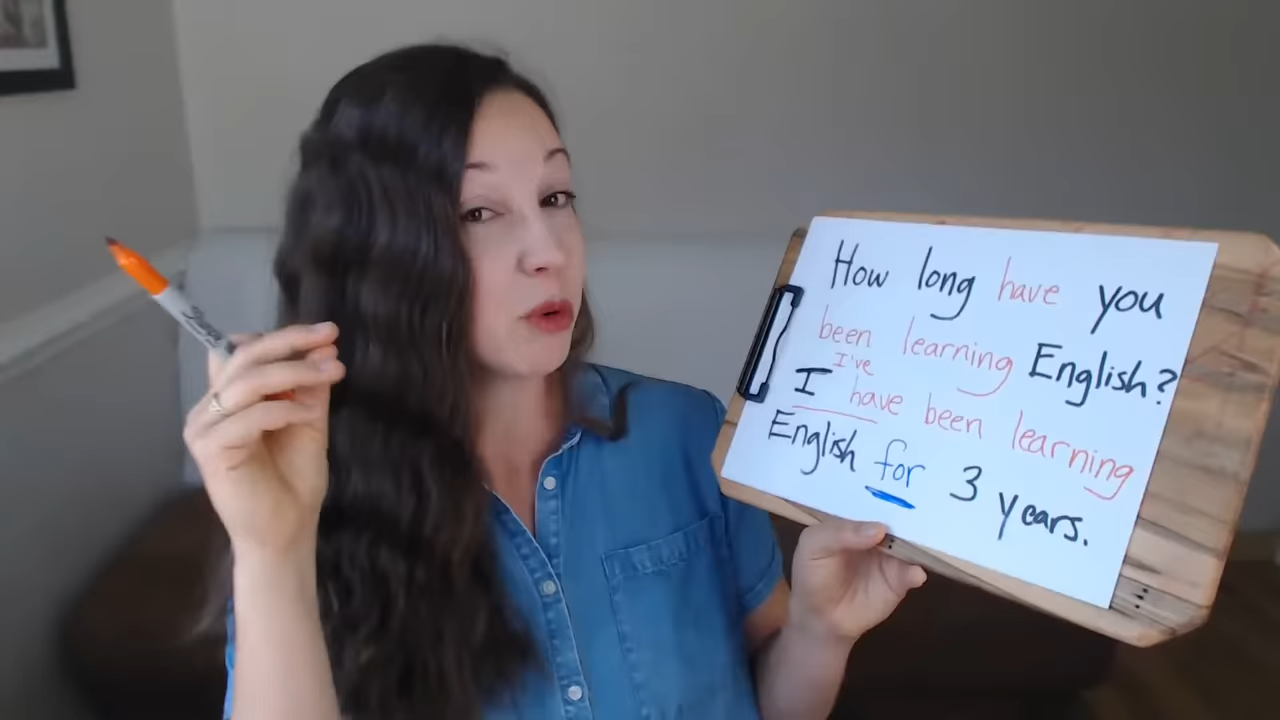 How long have you
been learning English?
I've
I have been learning
English for 3 years.